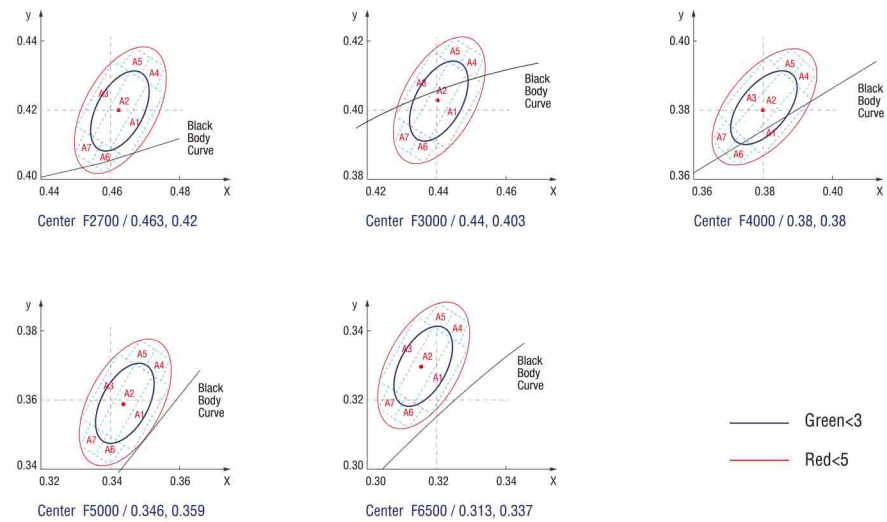 y
0.44
0.42
0.40
0.44
0.46
0.48
X
A5
A4
A3
A2
A1
A7
A6
Black
Body
Curve
Center F2700 / 0.463, 0.42
y
0.42
0.40
0.38
0.42
0.44
0.46
X
A5
A4
A3
A2
A1
A7
A6
Black
Body
Curve
Center F3000 / 0.44, 0.403
y
0.40
0.38
0.36
0.36
0.38
0.40
X
A5
A4
A3
A2
A1
A7
A6
Black
Body
Curve
Center F4000 / 0.38, 0.38
y
0.38
0.36
0.34
0.32
0.34
0.36
X
A5
A4
A3
A2
A1
A7
A6
Black
Body
Curve
Center F5000 / 0.346, 0.359
y
0.34
0.32
0.30
0.30
0.32
0.34
X
A5
A4
A3
A2
A1
A7
A6
Black
Body
Curve
Center F6500 / 0.313, 0.337
Green<3
Red<5